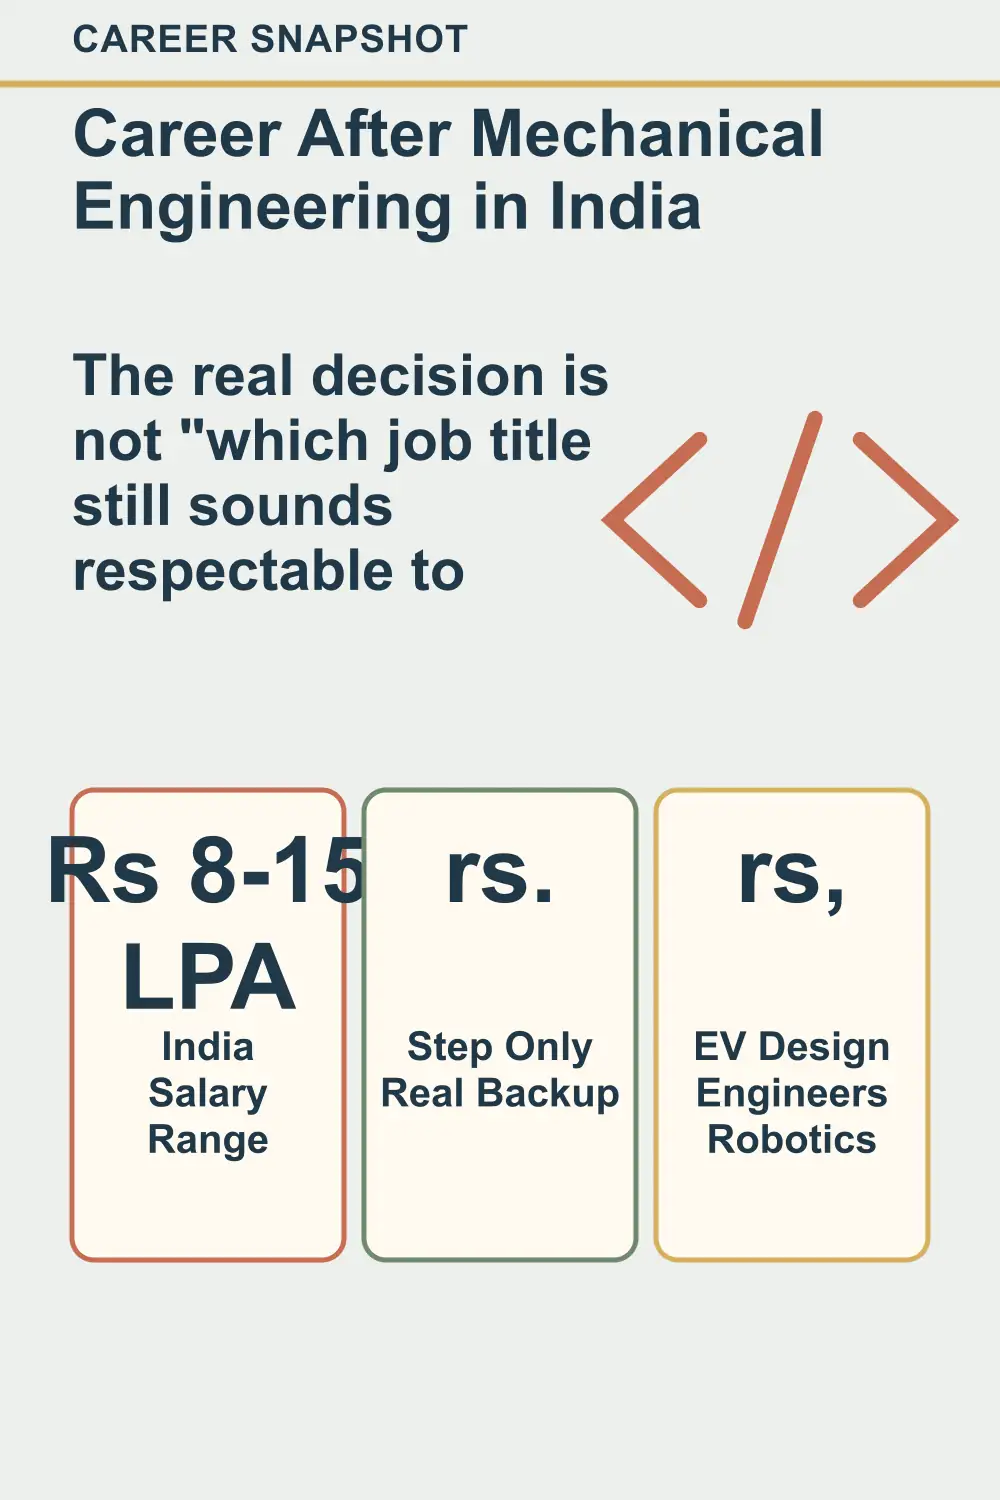 CAREER SNAPSHOT
Career After Mechanical
Engineering in India
The real decision is
not "which job title
still sounds
respectable to
Rs 8-15
LPA
India
Salary
Range
rs.
Step Only
Real Backup
rs,
EV Design
Engineers
Robotics